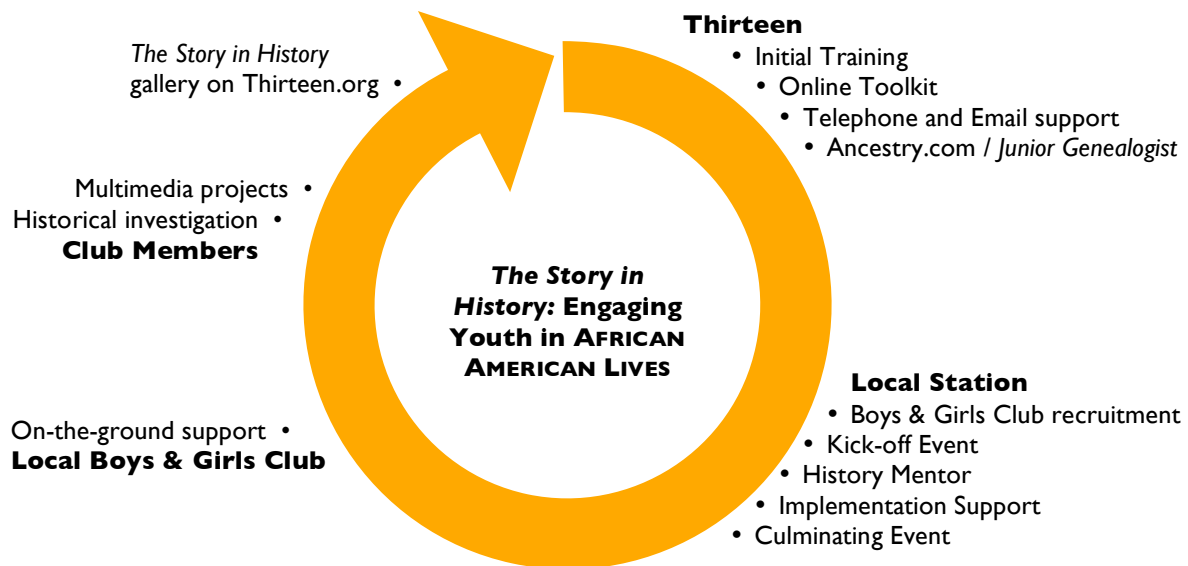 Thirteen
• Initial Training
• Online Toolkit
• Telephone and Email support
• Ancestry.com / Junior Genealogist
Local Station
• Boys & Girls Club recruitment
• Kick-off Event
• History Mentor
• Implementation Support
• Culminating Event
On-the-ground support •
Local Boys & Girls Club
Multimedia projects •
Historical investigation •
Club Members
The Story in History
gallery on Thirteen.org •
The Story in
History: Engaging
Youth in AFRICAN
AMERICAN LIVES